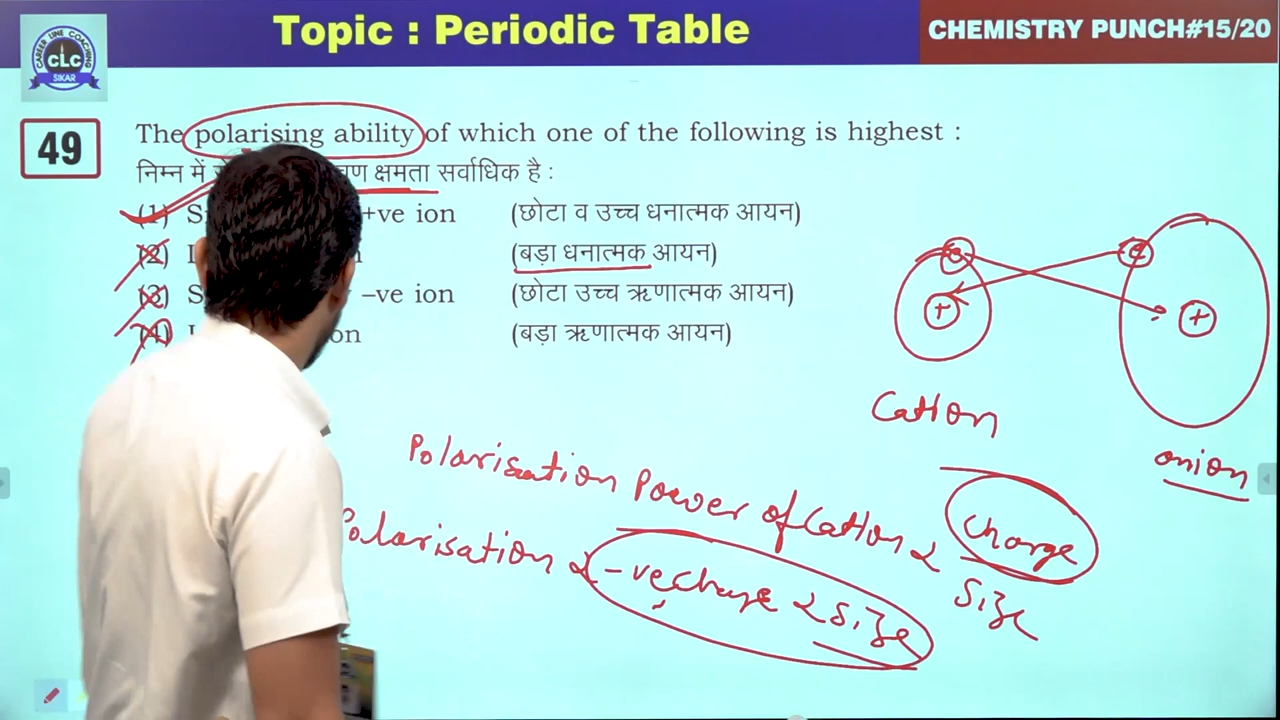 Topic : Periodic Table
CHEMISTRY PUNCH#15/20
CAREER LINE COACHING
CLC
SIKAR
49
The polarising ability of which one of the following is highest :
निम्न में क्षमता सर्वाधिक है :
(1) +ve ion (छोटा व उच्च धनात्मक आयन)
(2) (बड़ा धनात्मक आयन)
(3) –ve ion (छोटा उच्च ऋणात्मक आयन)
(4) (बड़ा ऋणात्मक आयन)
+
+
Cation
anion
Polarisation Power of Cation ∝ Charge
Size
Polarisation ∝ -ve charge ∝ Size